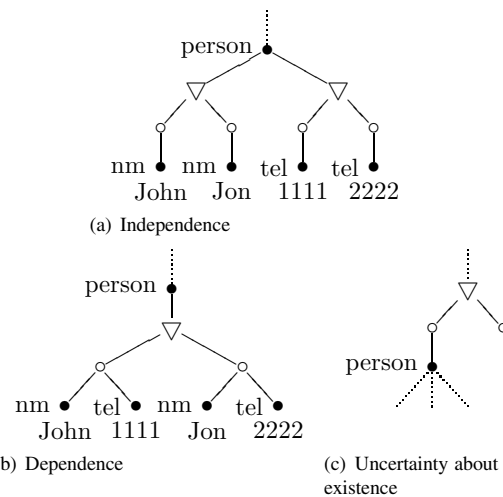 person
nm nm tel tel
John Jon 1111 2222
(a) Independence
person
nm tel nm tel
John 1111 Jon 2222
b) Dependence
person
(c) Uncertainty about
existence